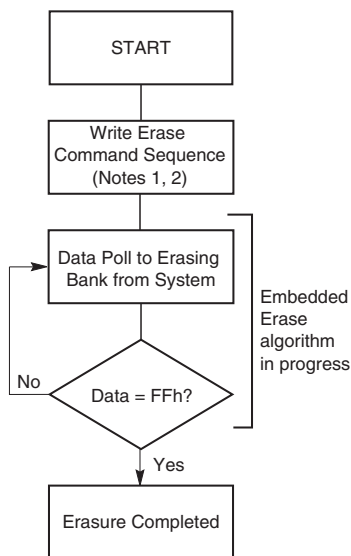 START
Write Erase
Command Sequence
(Notes 1, 2)
Data Poll to Erasing
Bank from System
Embedded
Erase
algorithm
in progress
No
Data = FFh?
Yes
Erasure Completed